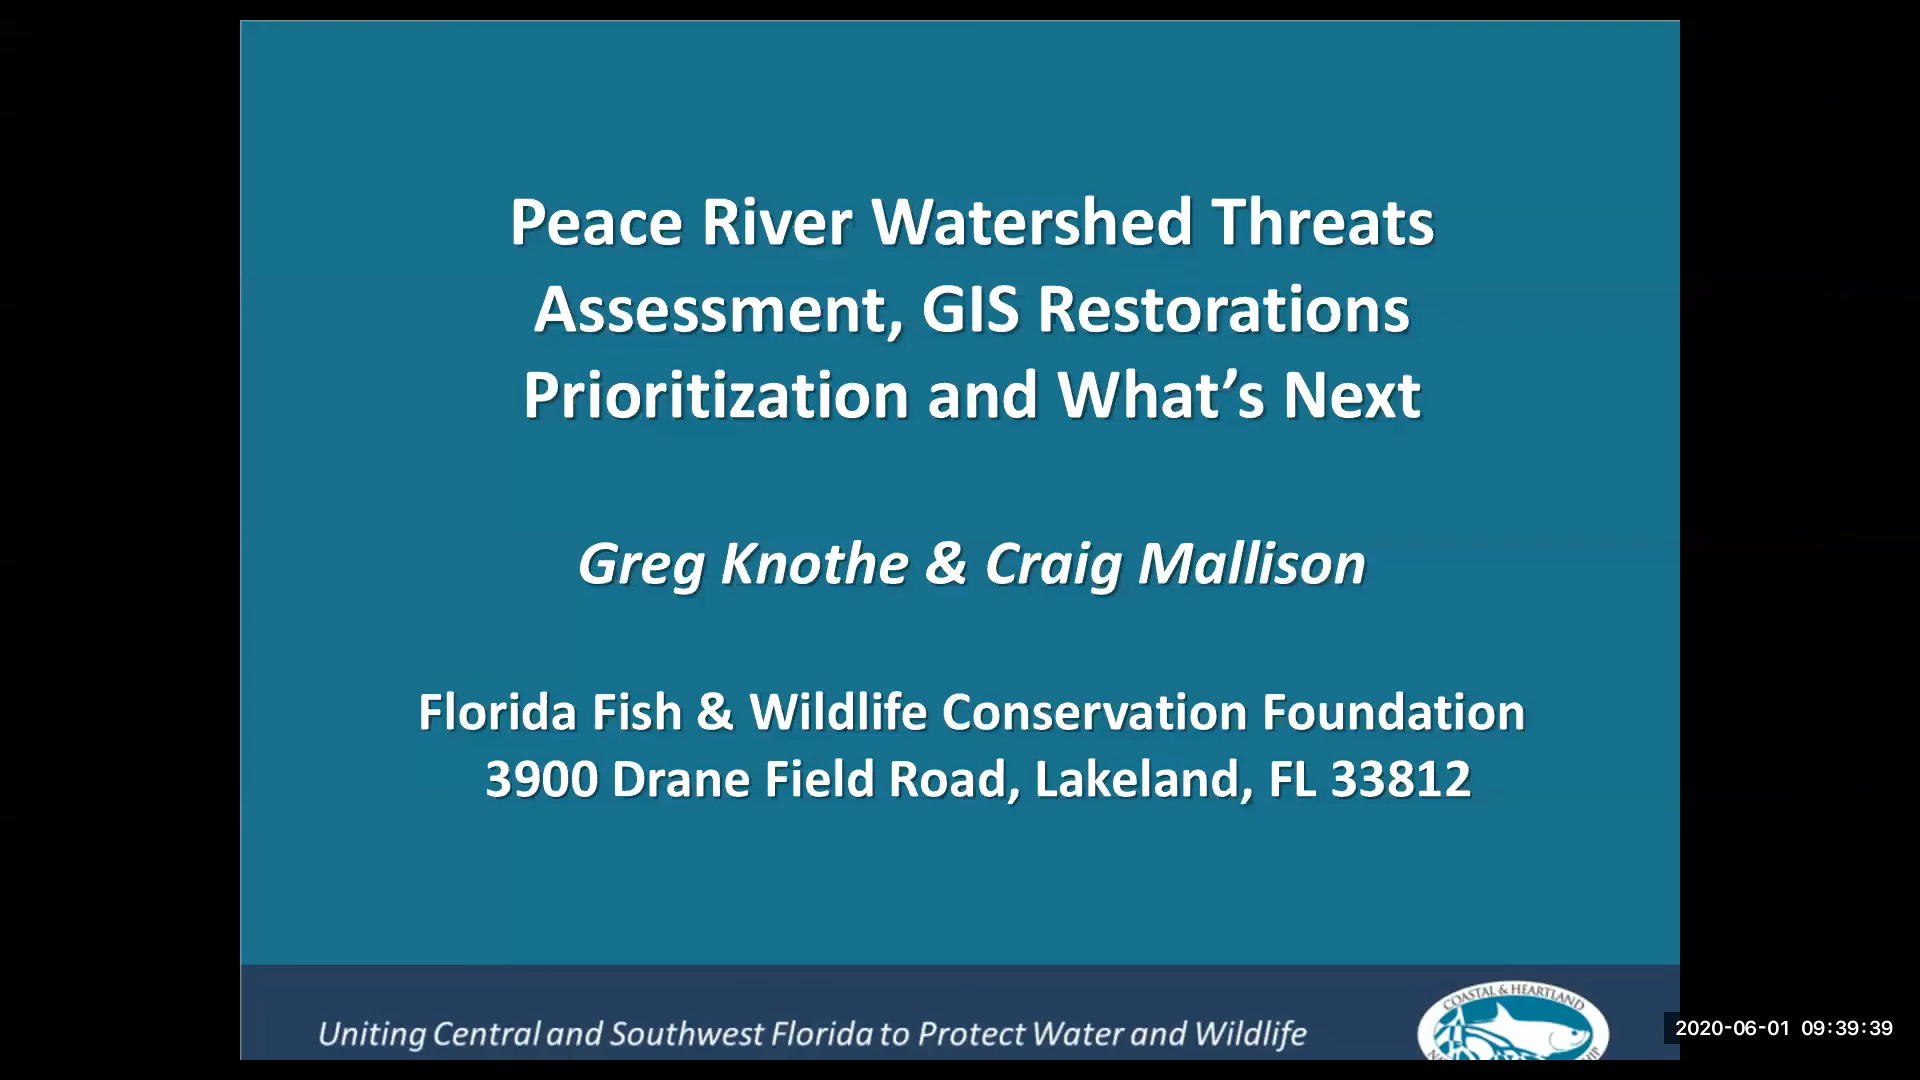 Peace River Watershed Threats
Assessment, GIS Restorations
Prioritization and What’s Next
Greg Knothe & Craig Mallison
Florida Fish & Wildlife Conservation Foundation
3900 Drane Field Road, Lakeland, FL 33812
COASTAL & HEARTLAND
Uniting Central and Southwest Florida to Protect Water and Wildlife
2020-06-01 09:39:39